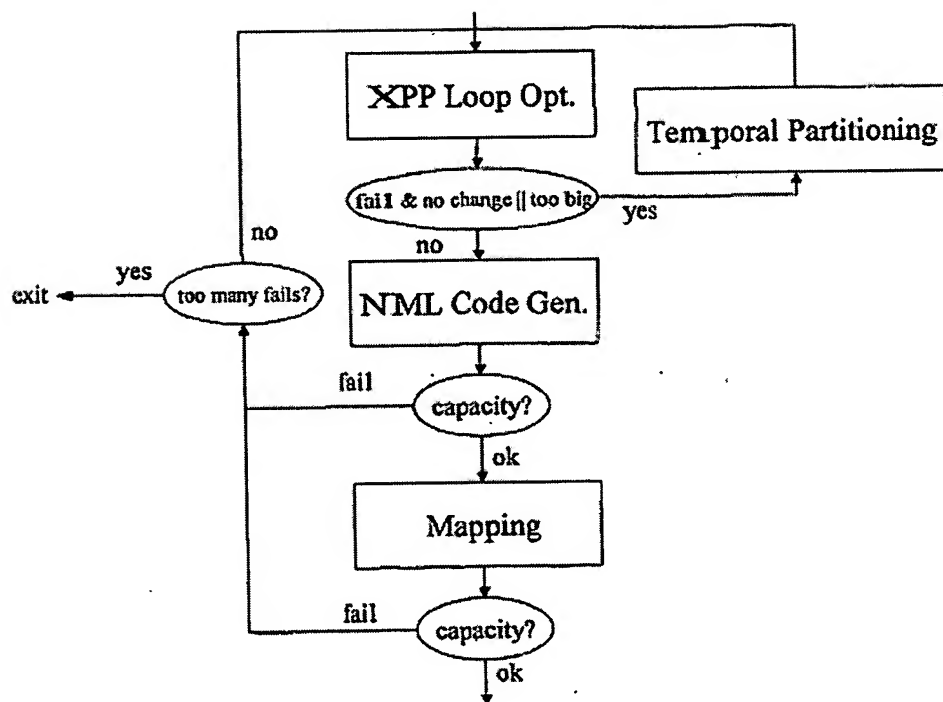 XPP Loop Opt.
Temporal Partitioning
fail & no change || too big
yes
no
no
yes
exit
too many fails?
NML Code Gen.
fail
capacity?
ok
Mapping
fail
capacity?
ok